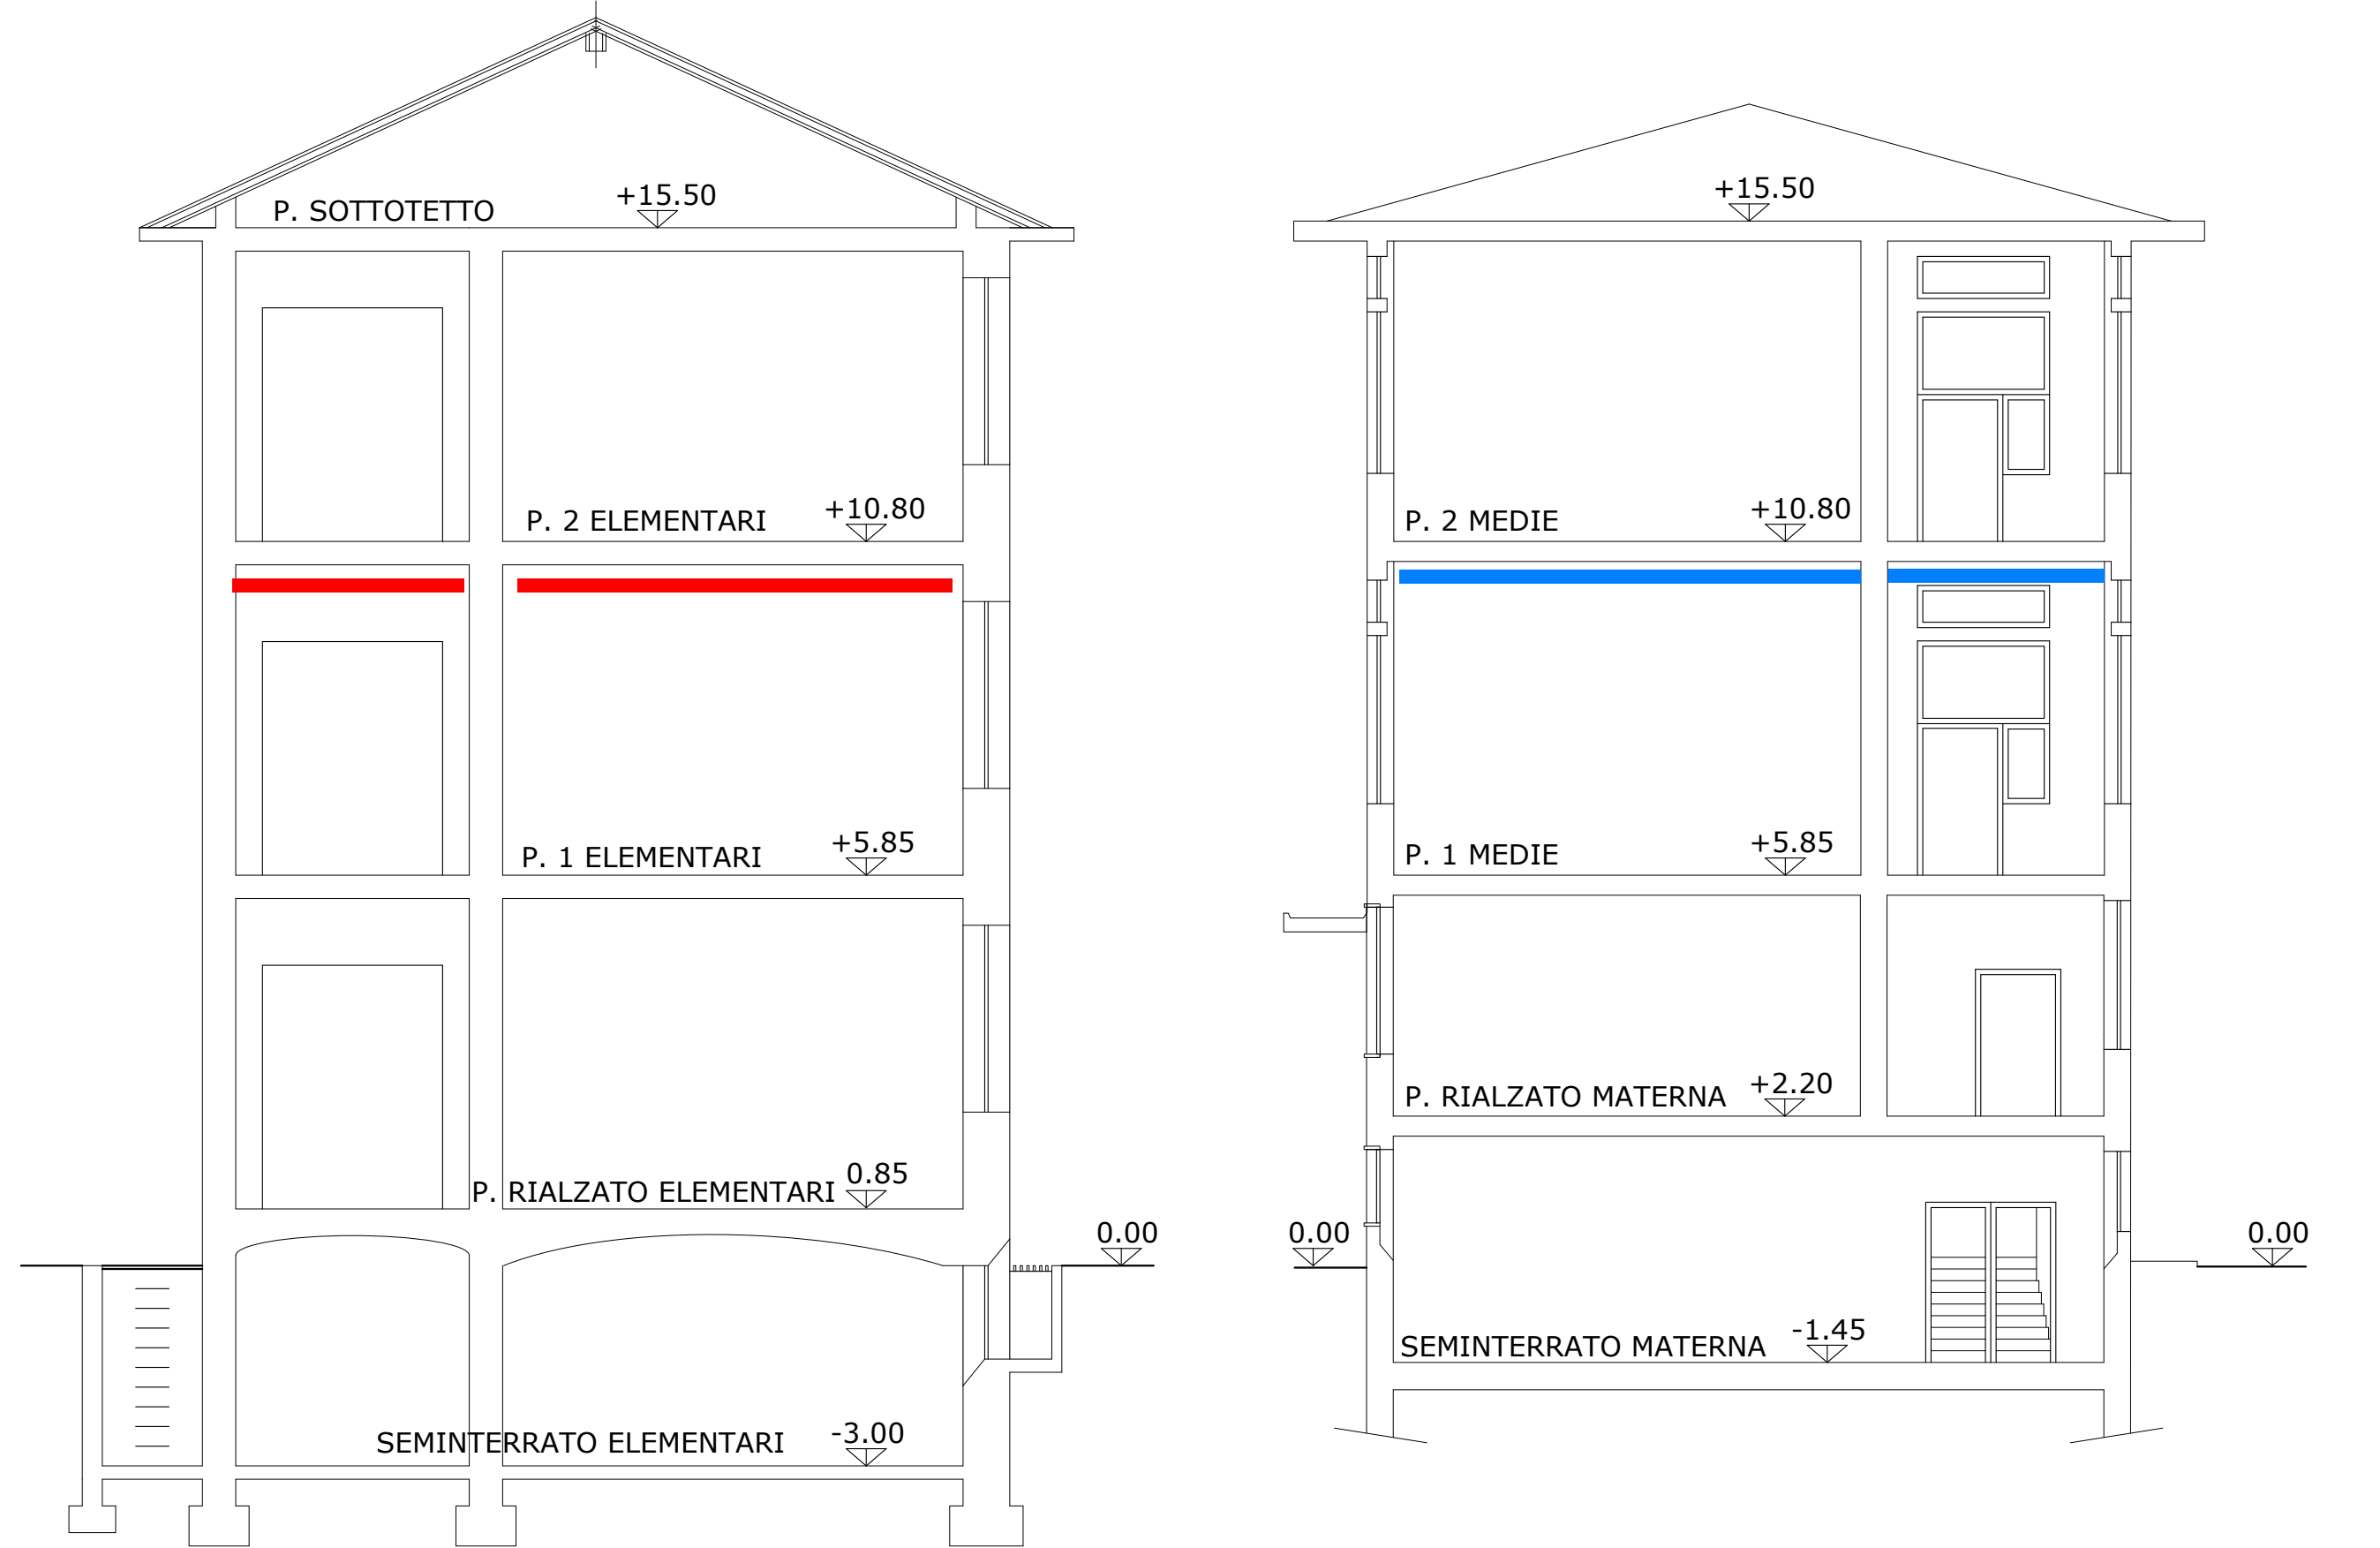 P. SOTTOTETTO
+15.50
P. 2 ELEMENTARI
+10.80
P. 1 ELEMENTARI
+5.85
P. RIALZATO ELEMENTARI
0.85
0.00
SEMINTERRATO ELEMENTARI
-3.00
+15.50
P. 2 MEDIE
+10.80
P. 1 MEDIE
+5.85
P. RIALZATO MATERNA
+2.20
0.00
0.00
SEMINTERRATO MATERNA
-1.45